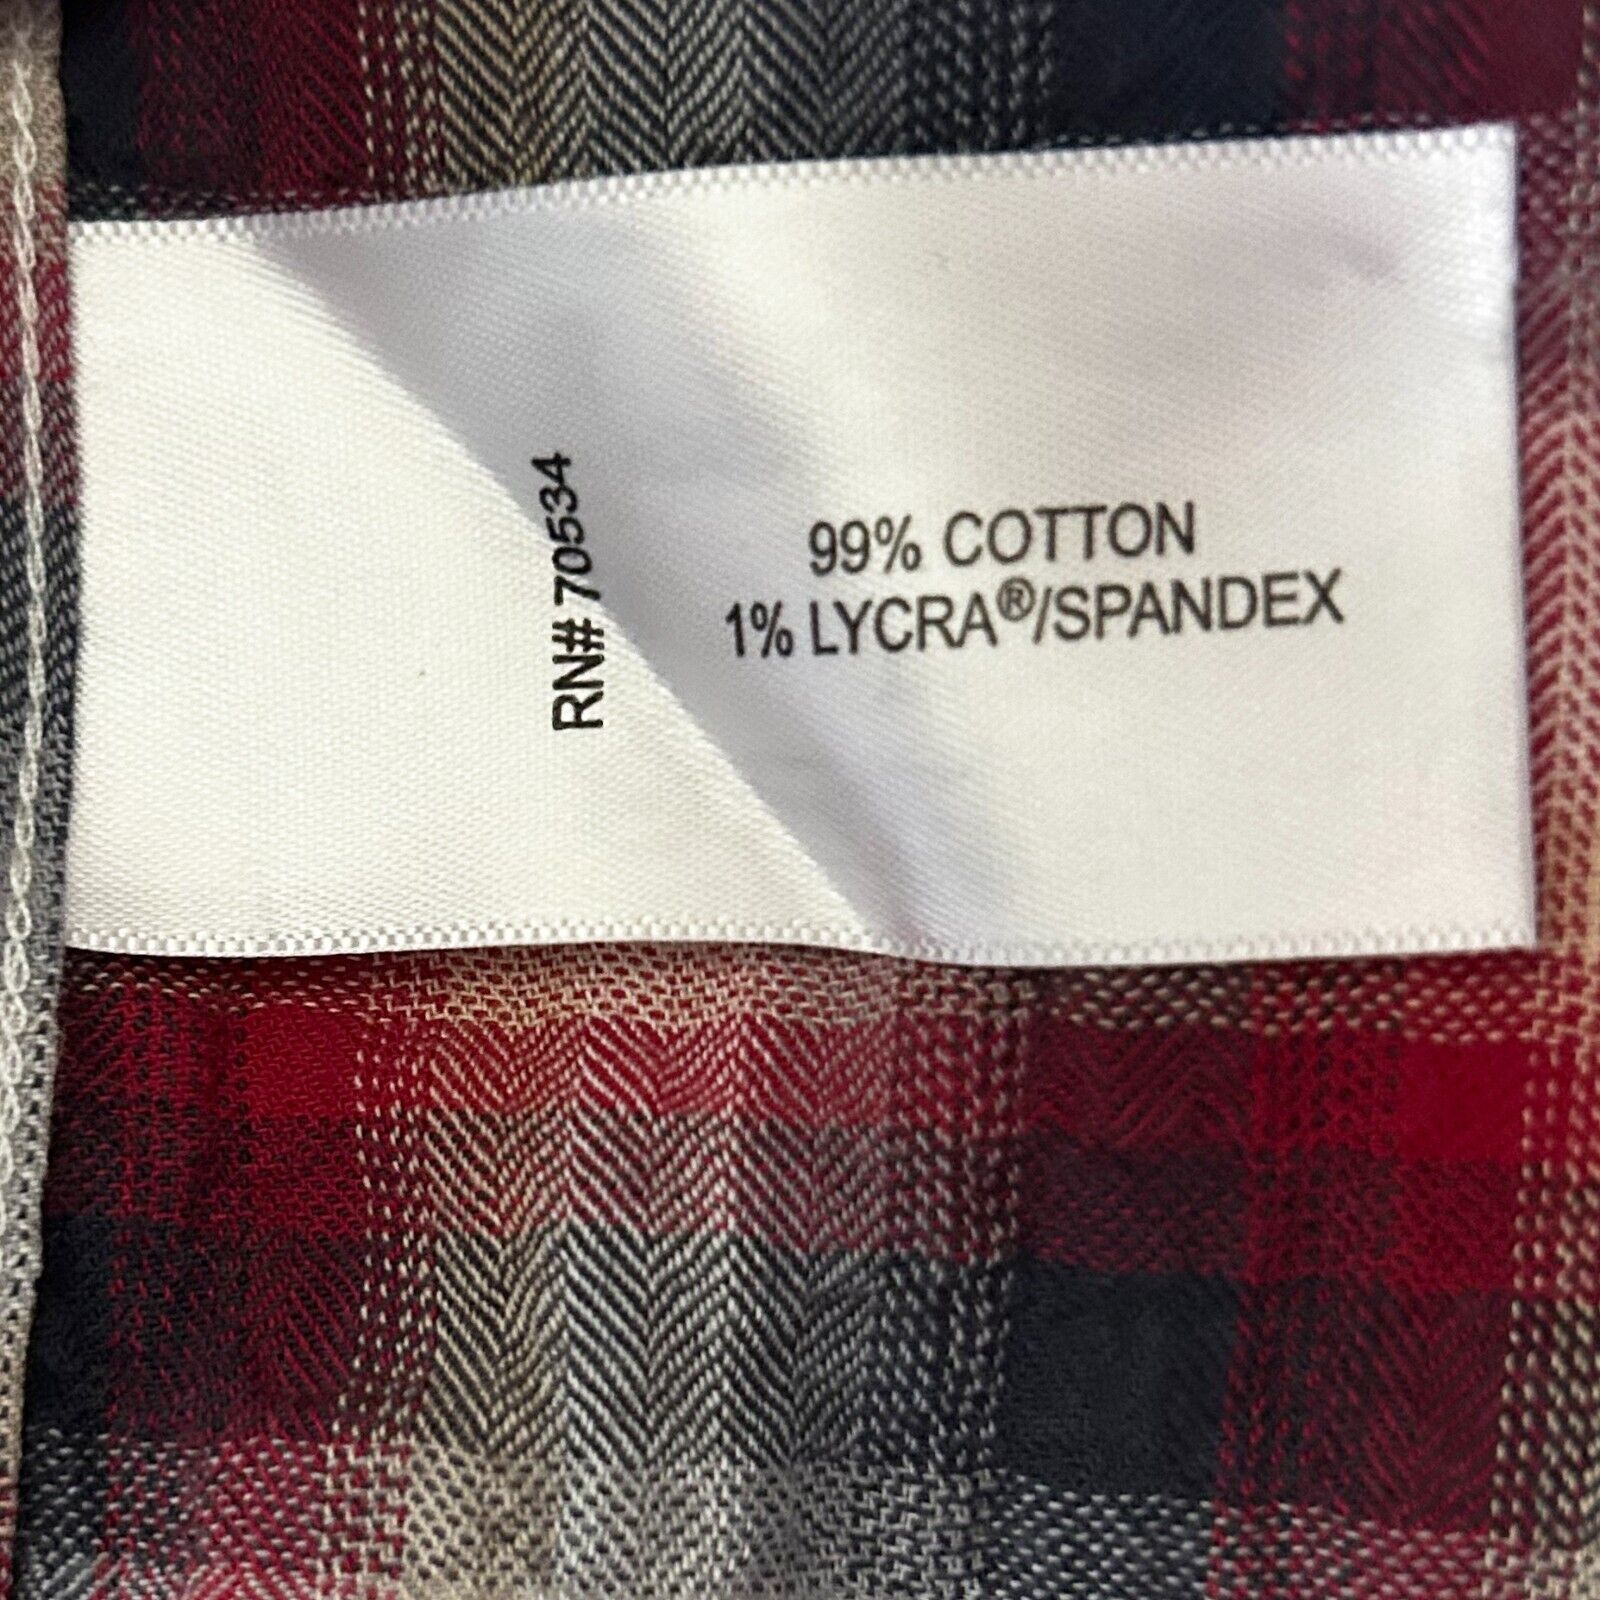 RN# 70534
99% COTTON
1% LYCRA®/SPANDEX